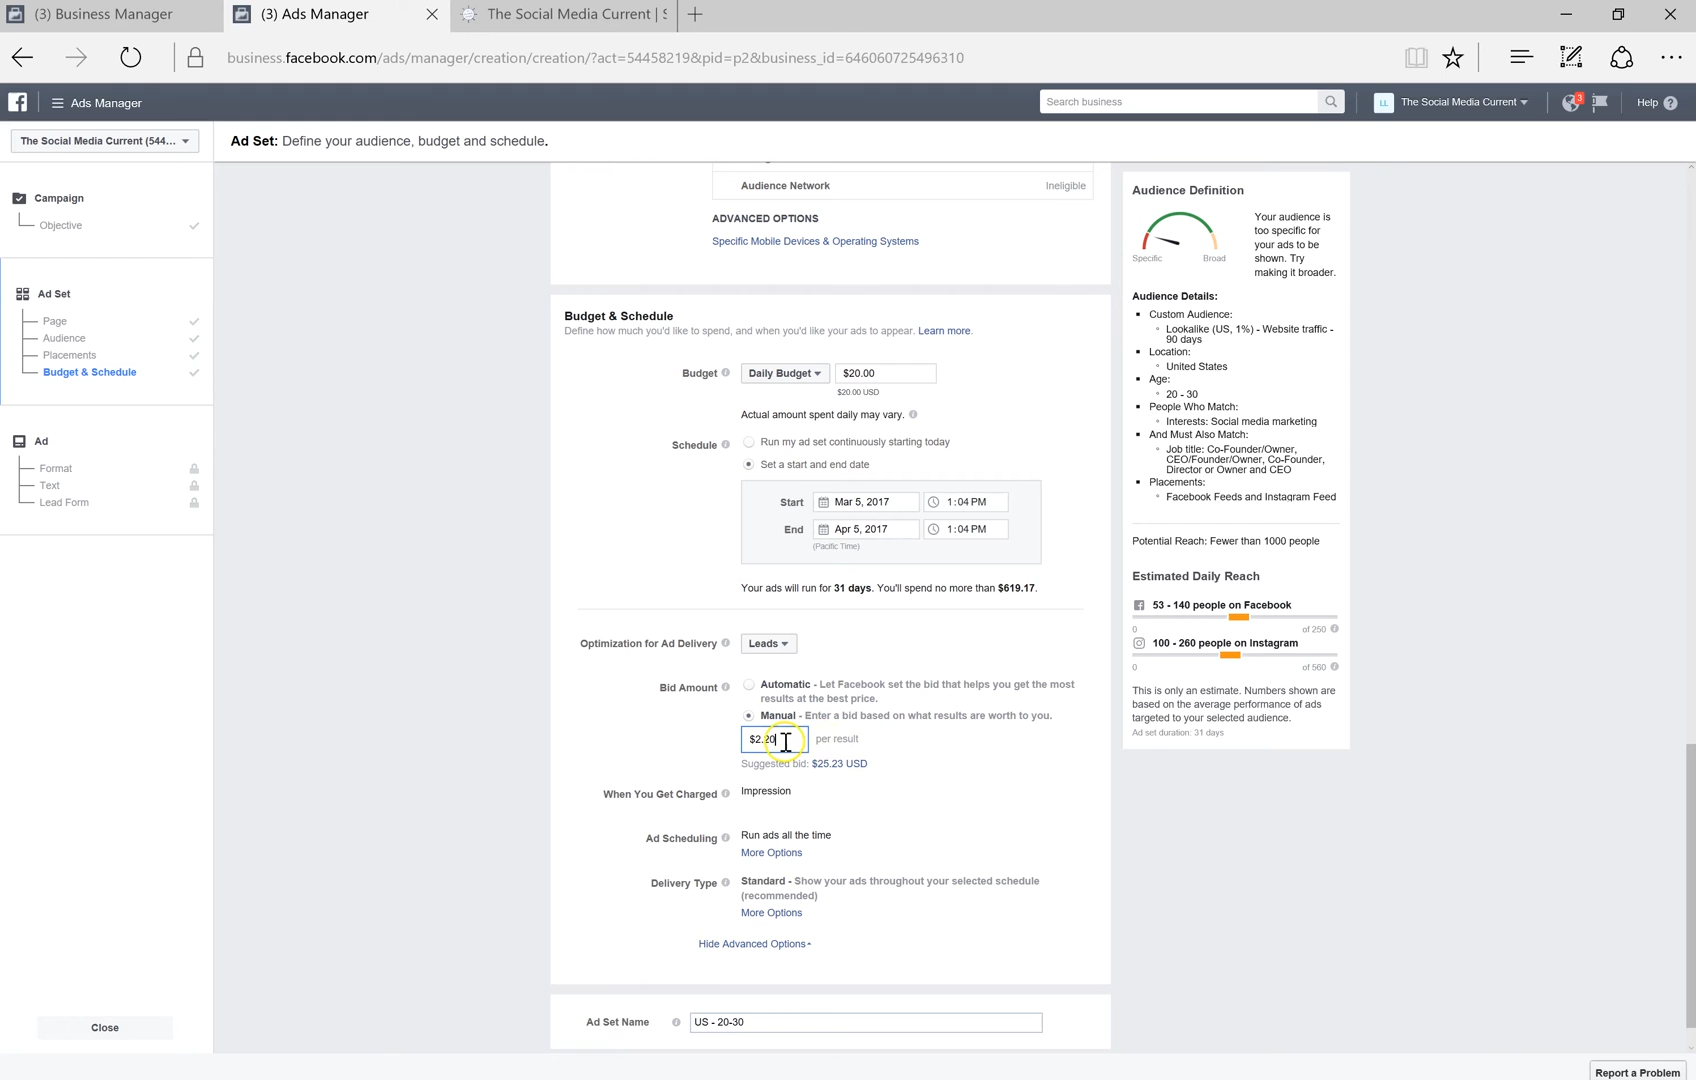 (3) Business Manager
(3) Ads Manager
The Social Media Current | S
business.facebook.com/ads/manager/creation/creation/?act=54458219&pid=p2&business_id=646060725496310
Ads Manager
Search business
LL
The Social Media Current
3
Help
The Social Media Current (544...
Ad Set: Define your audience, budget and schedule.
Campaign
Objective
Ad Set
Page
Audience
Placements
Budget & Schedule
Ad
Format
Text
Lead Form
Close
Audience Network
Ineligible
ADVANCED OPTIONS
Specific Mobile Devices & Operating Systems
Budget & Schedule
Define how much you'd like to spend, and when you'd like your ads to appear. Learn more.
Budget
Daily Budget
$20.00
$20.00 USD
Actual amount spent daily may vary.
Schedule
Run my ad set continuously starting today
Set a start and end date
Start
Mar 5, 2017
1:04 PM
End
Apr 5, 2017
1:04 PM
(Pacific Time)
Your ads will run for 31 days. You'll spend no more than $619.17.
Optimization for Ad Delivery
Leads
Bid Amount
Automatic - Let Facebook set the bid that helps you get the most
results at the best price.
Manual - Enter a bid based on what results are worth to you.
$2.20
per result
Suggested bid: $25.23 USD
When You Get Charged
Impression
Ad Scheduling
Run ads all the time
More Options
Delivery Type
Standard - Show your ads throughout your selected schedule
(recommended)
More Options
Hide Advanced Options
Ad Set Name
US - 20-30
Audience Definition
Specific
Broad
Your audience is
too specific for
your ads to be
shown. Try
making it broader.
Audience Details:
Custom Audience:
Lookalike (US, 1%) - Website traffic -
90 days
Location:
United States
Age:
20 - 30
People Who Match:
Interests: Social media marketing
And Must Also Match:
Job title: Co-Founder/Owner,
CEO/Founder/Owner, Co-Founder,
Director or Owner and CEO
Placements:
Facebook Feeds and Instagram Feed
Potential Reach: Fewer than 1000 people
Estimated Daily Reach
53 - 140 people on Facebook
0
of 250
100 - 260 people on Instagram
0
of 560
This is only an estimate. Numbers shown are
based on the average performance of ads
targeted to your selected audience.
Ad set duration: 31 days
Report a Problem